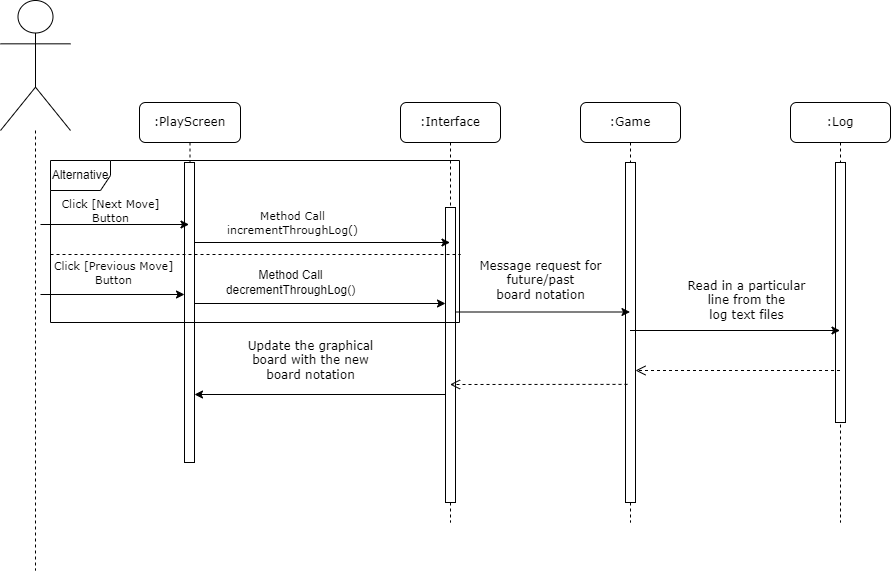 :PlayScreen
:Interface
:Game
:Log
Alternative
Click [Next Move]
Button
Method Call
incrementThroughLog()
Click [Previous Move]
Button
Method Call
decrementThroughLog()
Message request for
future/past
board notation
Read in a particular
line from the
log text files
Update the graphical
board with the new
board notation